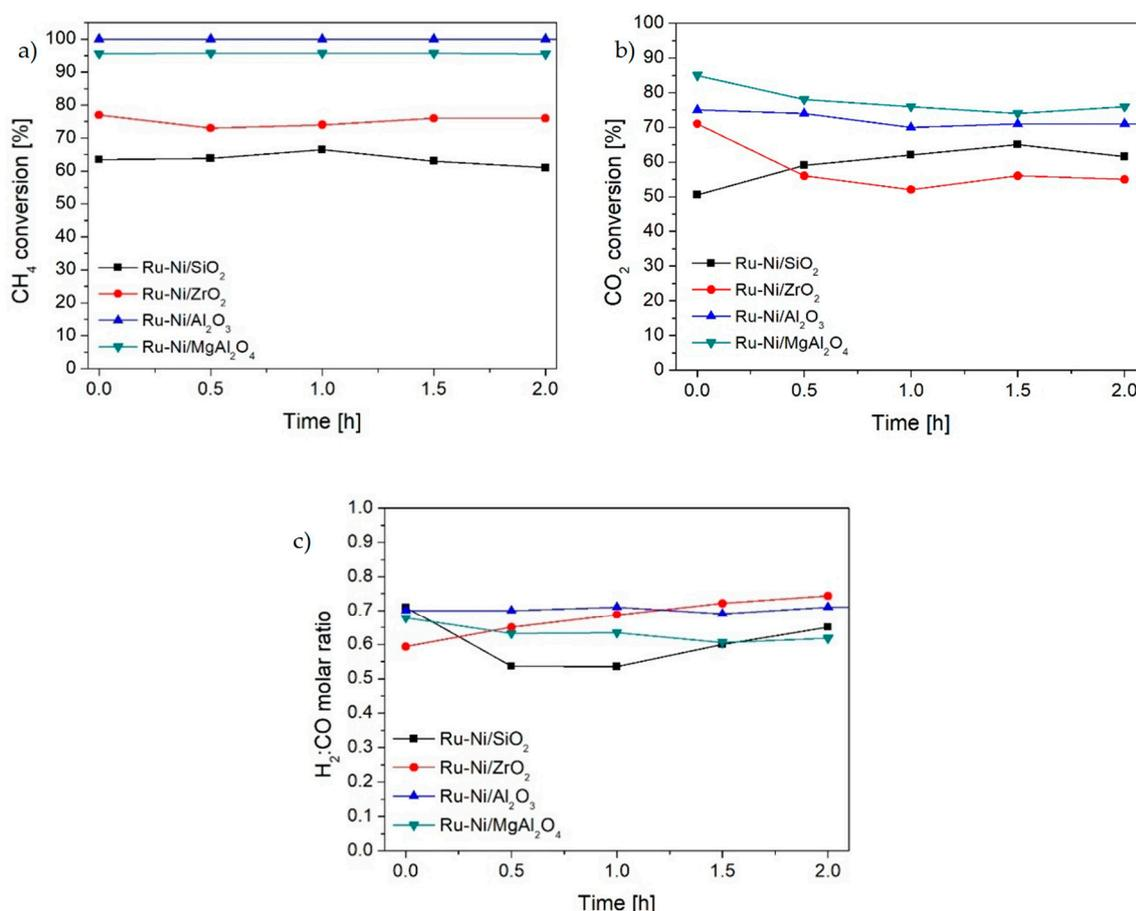 a)
CH₄ conversion [%]
100
90
80
70
60
50
40
30
20
10
0
Ru-Ni/SiO₂
Ru-Ni/ZrO₂
Ru-Ni/Al₂O₃
Ru-Ni/MgAl₂O₄
0.0 0.5 1.0 1.5 2.0
Time [h]
b)
CO₂ conversion [%]
100
90
80
70
60
50
40
30
20
10
0
Ru-Ni/SiO₂
Ru-Ni/ZrO₂
Ru-Ni/Al₂O₃
Ru-Ni/MgAl₂O₄
0.0 0.5 1.0 1.5 2.0
Time [h]
c)
H₂:CO molar ratio
1.0
0.9
0.8
0.7
0.6
0.5
0.4
0.3
0.2
0.1
0.0
Ru-Ni/SiO₂
Ru-Ni/ZrO₂
Ru-Ni/Al₂O₃
Ru-Ni/MgAl₂O₄
0.0 0.5 1.0 1.5 2.0
Time [h]